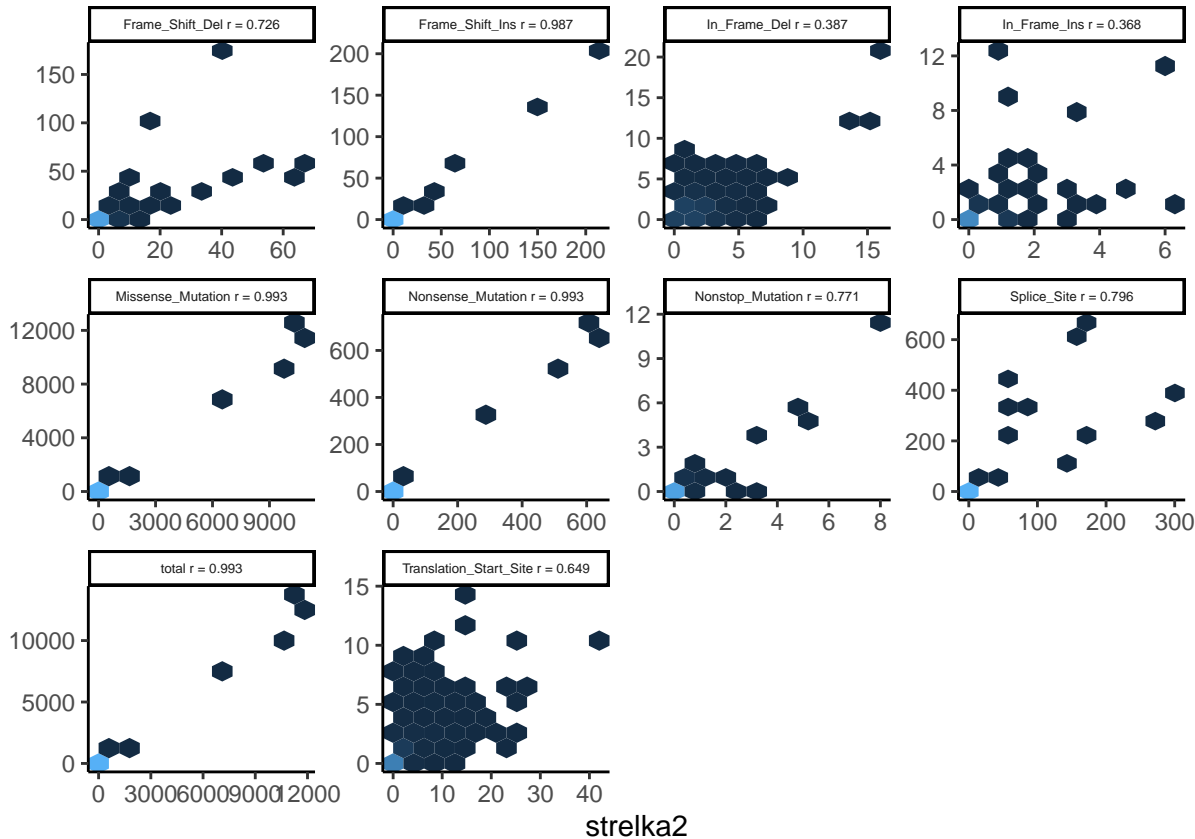 Frame_Shift_Del r = 0.726
Frame_Shift_Ins r = 0.987
In_Frame_Del r = 0.387
In_Frame_Ins r = 0.368
150
100
50
0
0 20 40 60
200
150
100
50
0
0 50 100 150 200
20
15
10
5
0
0 5 10 15
12
8
4
0
0 2 4 6
Missense_Mutation r = 0.993
Nonsense_Mutation r = 0.993
Nonstop_Mutation r = 0.771
Splice_Site r = 0.796
12000
8000
4000
0
0 3000 6000 9000
600
400
200
0
0 200 400 600
12
9
6
3
0
0 2 4 6 8
600
400
200
0
0 100 200 300
total r = 0.993
Translation_Start_Site r = 0.649
10000
5000
0
0 3000 6000 9000 12000
15
10
5
0
0 10 20 30 40
strelka2